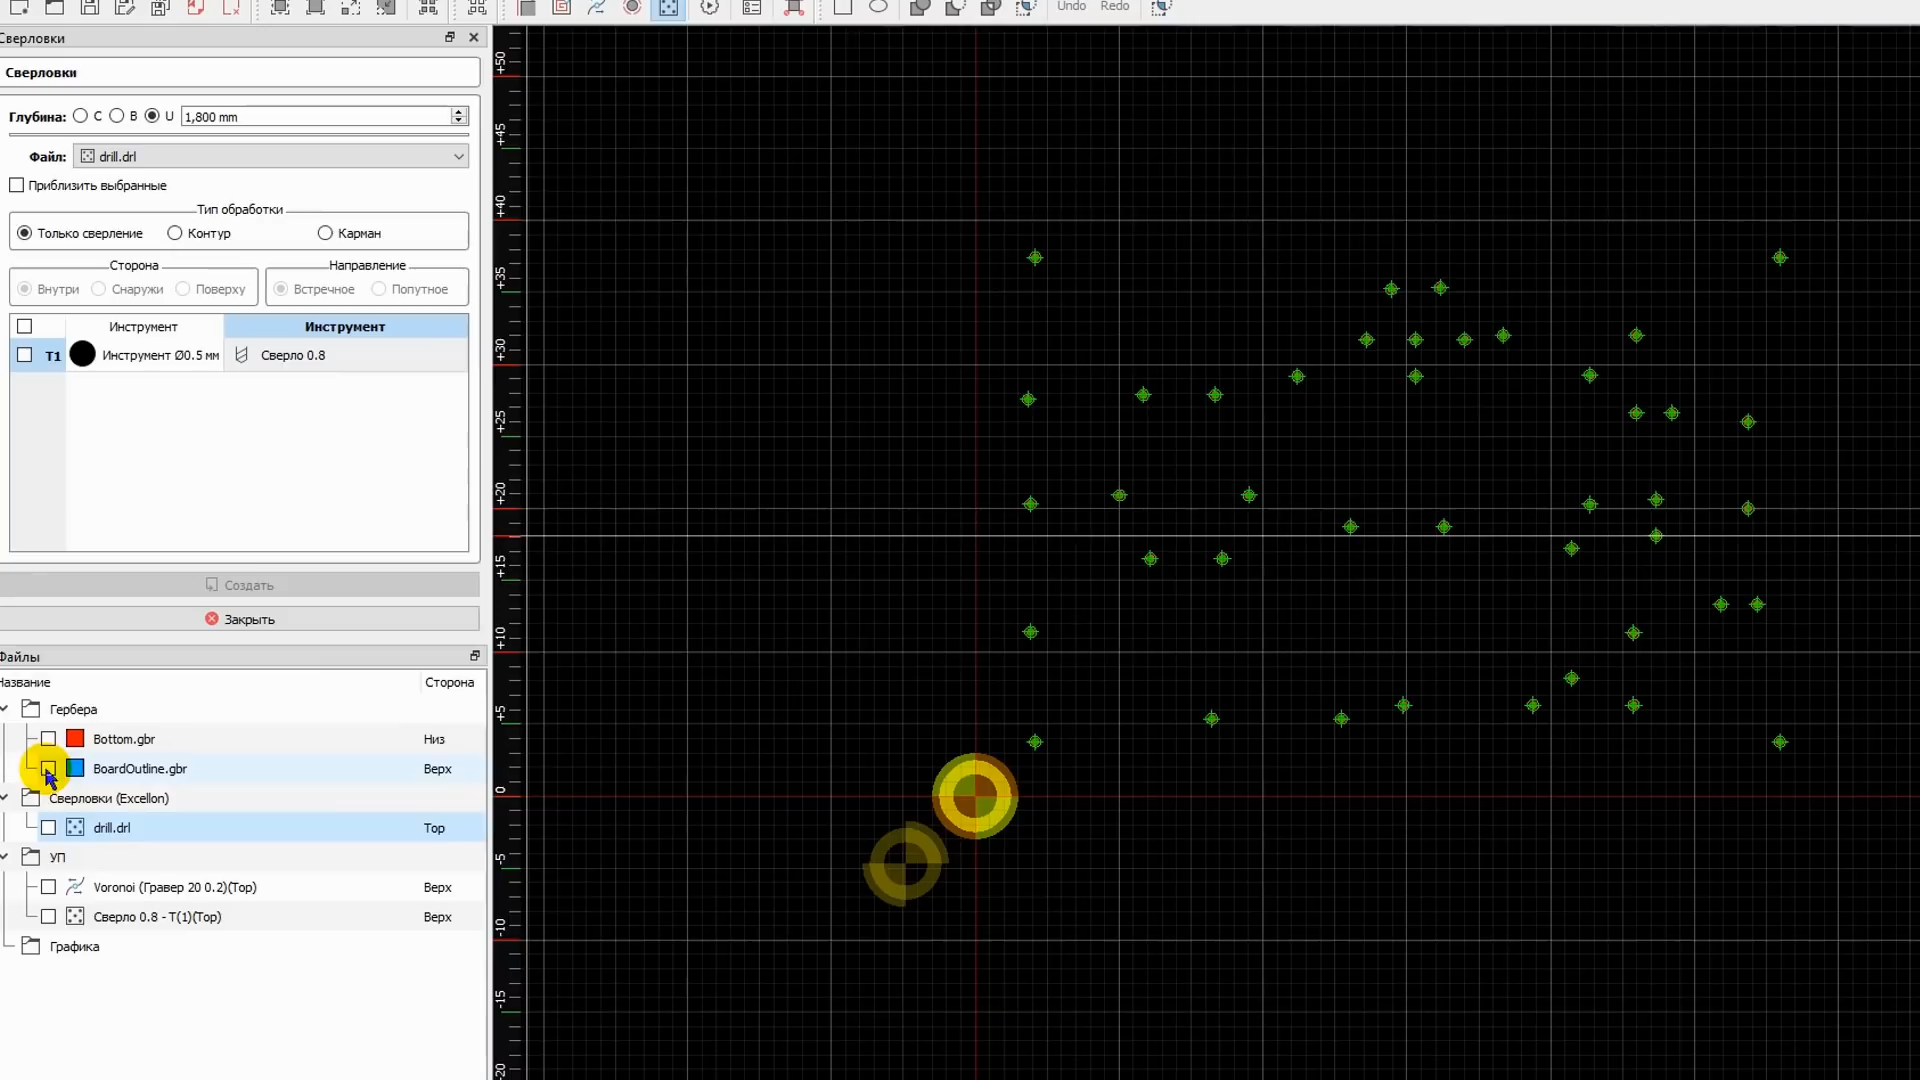 Undo Redo
Сверловки
Сверловки
Глубина: C B U 1,800 mm
Файл: drill.drl
Приблизить выбранные
Тип обработки
Только сверление Контур Карман
Сторона Направление
Внутри Снаружи Поверху Встречное Попутное
Инструмент Инструмент
T1 Инструмент Ø0.5 мм Сверло 0.8
Создать
Закрыть
Файлы
Название Сторона
Гербера
Bottom.gbr Низ
BoardOutline.gbr Верх
Сверловки (Excellon)
drill.drl Top
УП
Voronoi (Гравер 20 0.2)(Top) Верх
Сверло 0.8 - T(1)(Top) Верх
Графика
+50
+45
+40
+35
+30
+25
+20
+15
+10
+5
0
-5
-10
-15
-20